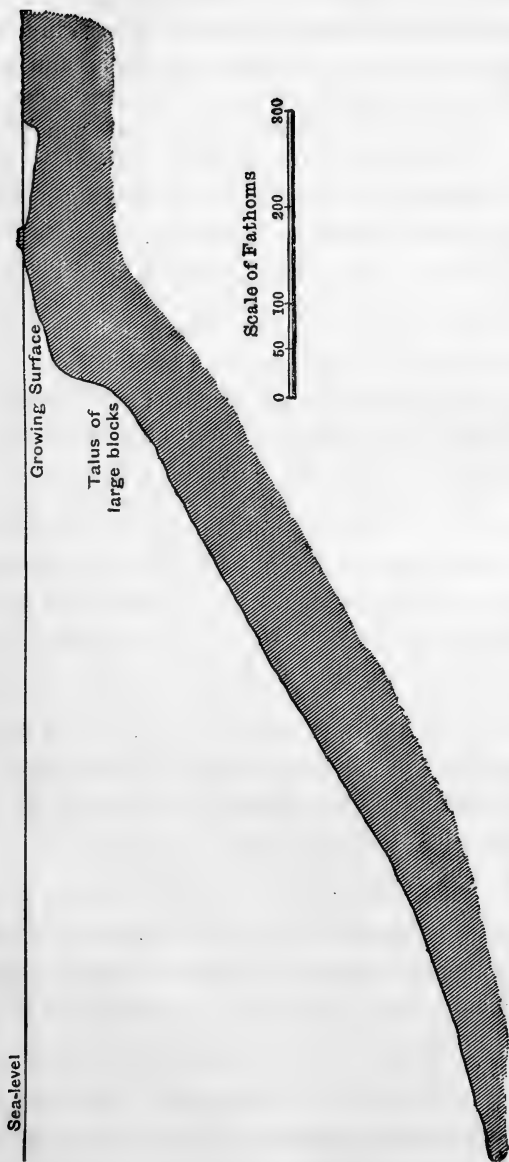 Sea-level
Growing Surface
Talus of
large blocks
Scale of Fathoms
0 50 100 200 300